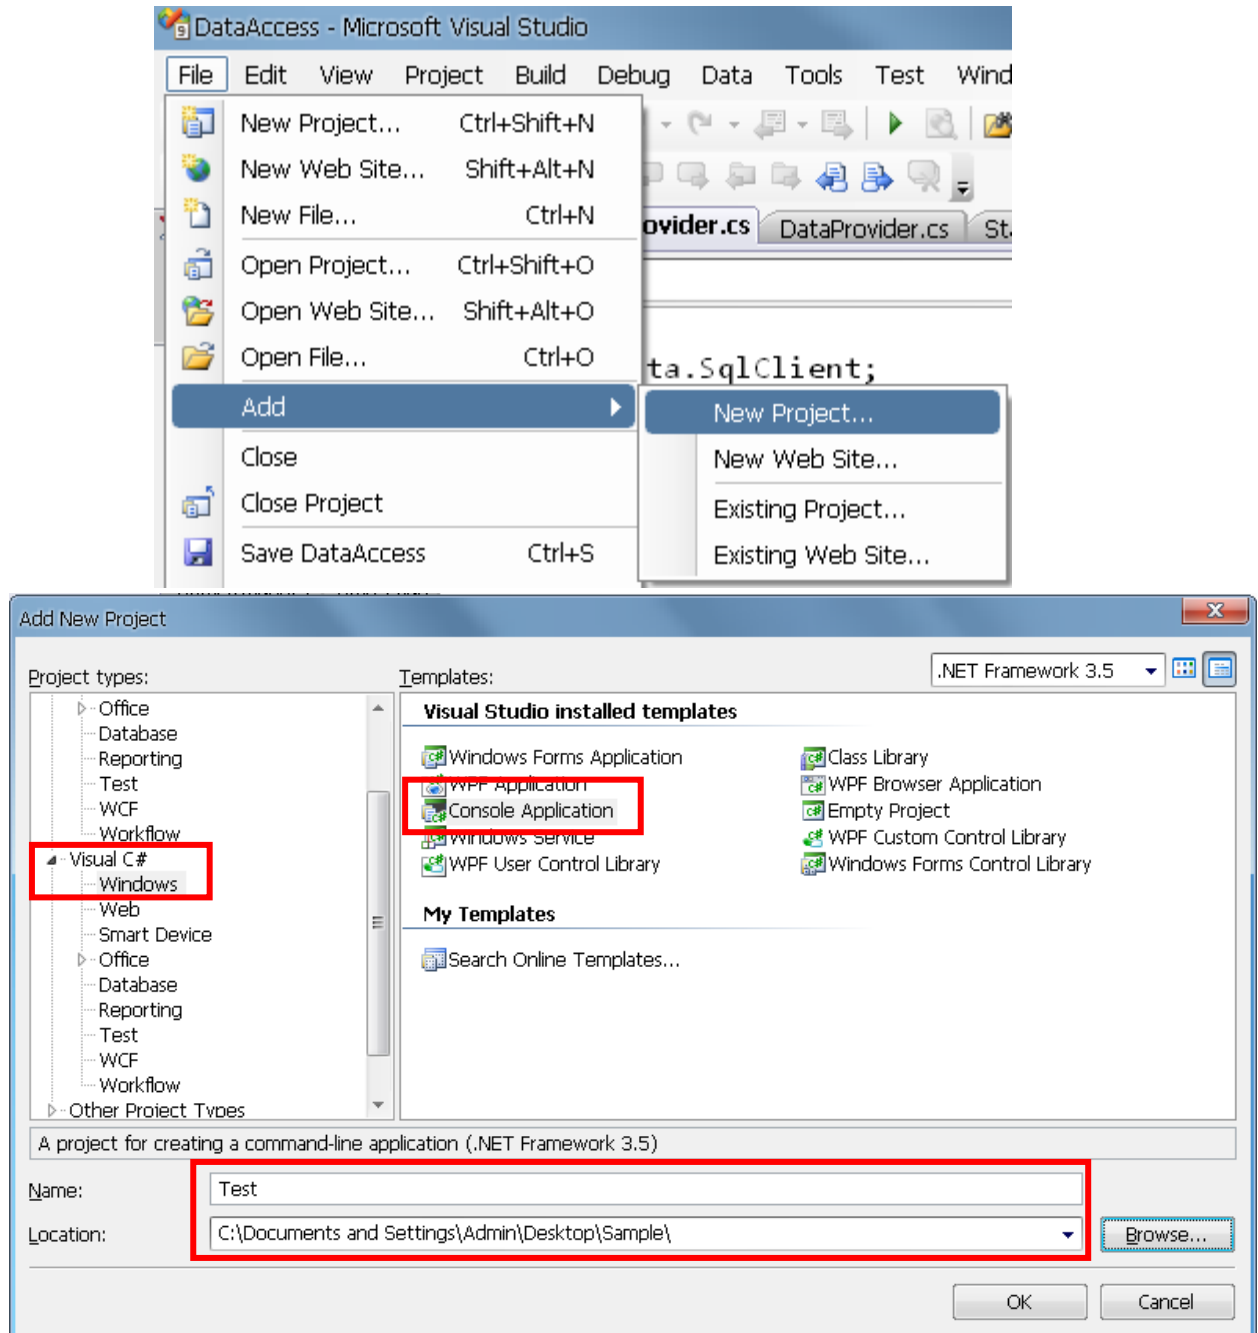 DataAccess - Microsoft Visual Studio
File Edit View Project Build Debug Data Tools Test Wind
New Project... Ctrl+Shift+N
New Web Site... Shift+Alt+N
New File... Ctrl+N
ovider.cs DataProvider.cs St
Open Project... Ctrl+Shift+O
Open Web Site... Shift+Alt+O
Open File... Ctrl+O
ta.SqlClient;
Add New Project...
Close New Web Site...
Close Project Existing Project...
Save DataAccess Ctrl+S Existing Web Site...
Add New Project
Project types: Templates: .NET Framework 3.5
Office
Database
Reporting
Test
WCF
Workflow
Visual C#
Windows
Web
Smart Device
Office
Database
Reporting
Test
WCF
Workflow
Other Project Types
Visual Studio installed templates
Windows Forms Application Class Library
WPF Application WPF Browser Application
Console Application Empty Project
Windows Service WPF Custom Control Library
WPF User Control Library Windows Forms Control Library
My Templates
Search Online Templates...
A project for creating a command-line application (.NET Framework 3.5)
Name: Test
Location: C:\Documents and Settings\Admin\Desktop\Sample\ Browse...
OK Cancel